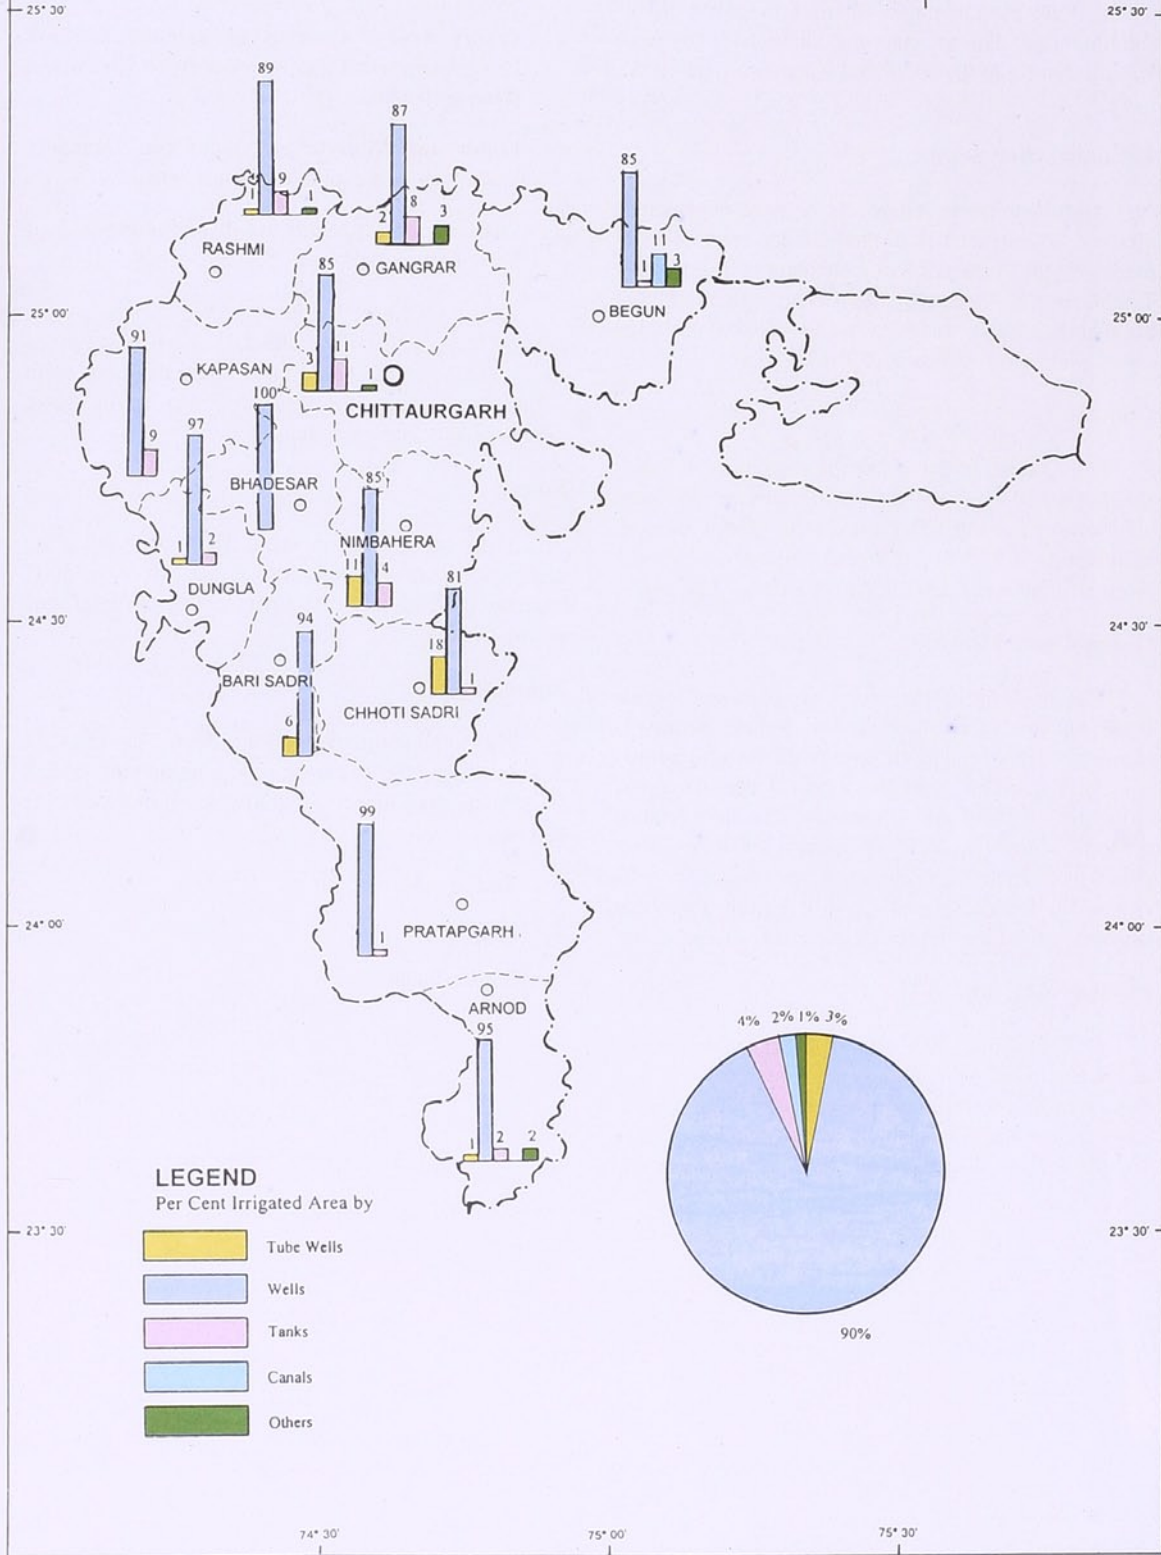 25° 30'
25° 30'
89
1
9
1
RASHMI
87
2
8
3
GANGRAR
85
1
11
3
BEGUN
25° 00'
25° 00'
85
3
11
1
CHITTAURGARH
91
9
KAPASAN
100
BHADESAR
97
1
2
DUNGLA
85
11
4
NIMBAHERA
24° 30'
24° 30'
81
18
1
CHHOTI SADRI
94
6
BARI SADRI
99
1
PRATAPGARH
24° 00'
24° 00'
ARNOD
95
1
2
2
4% 2% 1% 3%
90%
LEGEND
Per Cent Irrigated Area by
Tube Wells
Wells
Tanks
Canals
Others
23° 30'
23° 30'
74° 30'
75° 00'
75° 30'